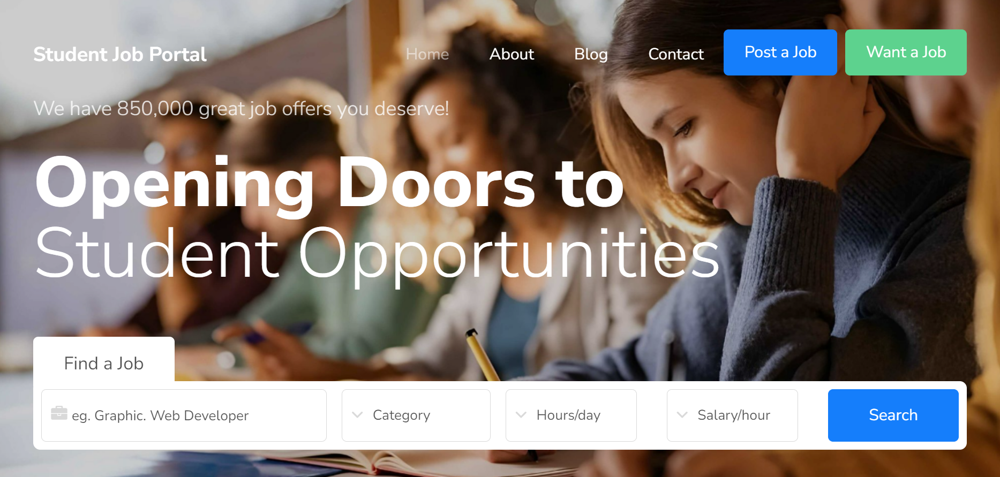 Student Job Portal
Home About Blog Contact Post a Job Want a Job
We have 850,000 great job offers you deserve!
Opening Doors to
Student Opportunities
Find a Job
eg. Graphic. Web Developer Category Hours/day Salary/hour Search